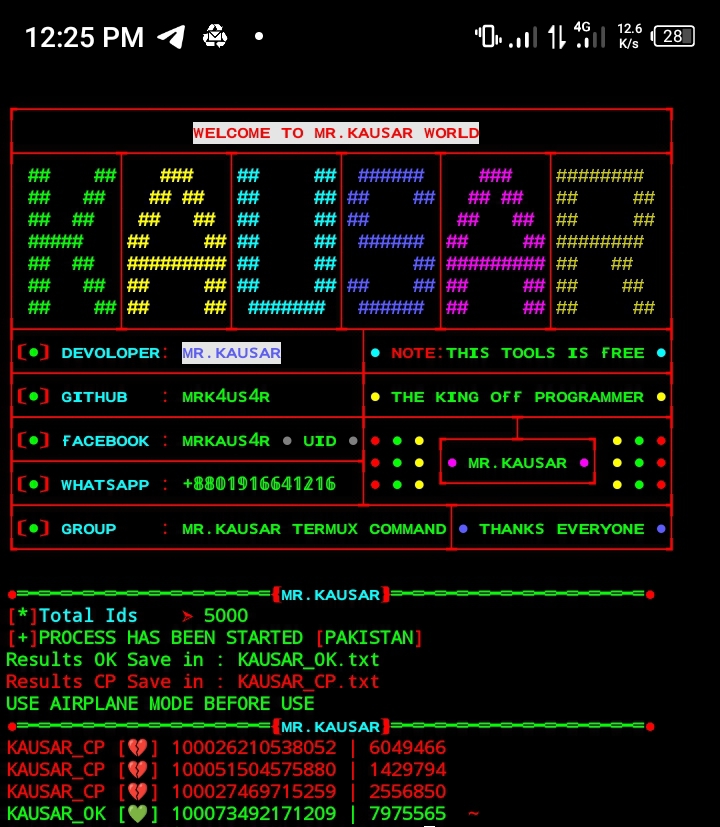 12:25 PM 4G 12.6 K/s 28
WELCOME TO MR.KAUSAR WORLD
KAUSAR
[●] DEVOLOPER: MR.KAUSAR ● NOTE:THIS TOOLS IS FREE ●
[●] GITHUB : MRK4US4R ● THE KING OFF PROGRAMMER ●
[●] FACEBOOK : MRKAUS4R ● UID ●
● MR.KAUSAR ●
[●] WHATSAPP : +8801916641216
[●] GROUP : MR.KAUSAR TERMUX COMMAND ● THANKS EVERYONE ●
[MR.KAUSAR]
[*]Total Ids ➤ 5000
[+]PROCESS HAS BEEN STARTED [PAKISTAN]
Results OK Save in : KAUSAR_OK.txt
Results CP Save in : KAUSAR_CP.txt
USE AIRPLANE MODE BEFORE USE
[MR.KAUSAR]
KAUSAR_CP [💔] 100026210538052 | 6049466
KAUSAR_CP [💔] 100051504575880 | 1429794
KAUSAR_CP [💔] 100027469715259 | 2556850
KAUSAR_OK [💚] 100073492171209 | 7975565 ~